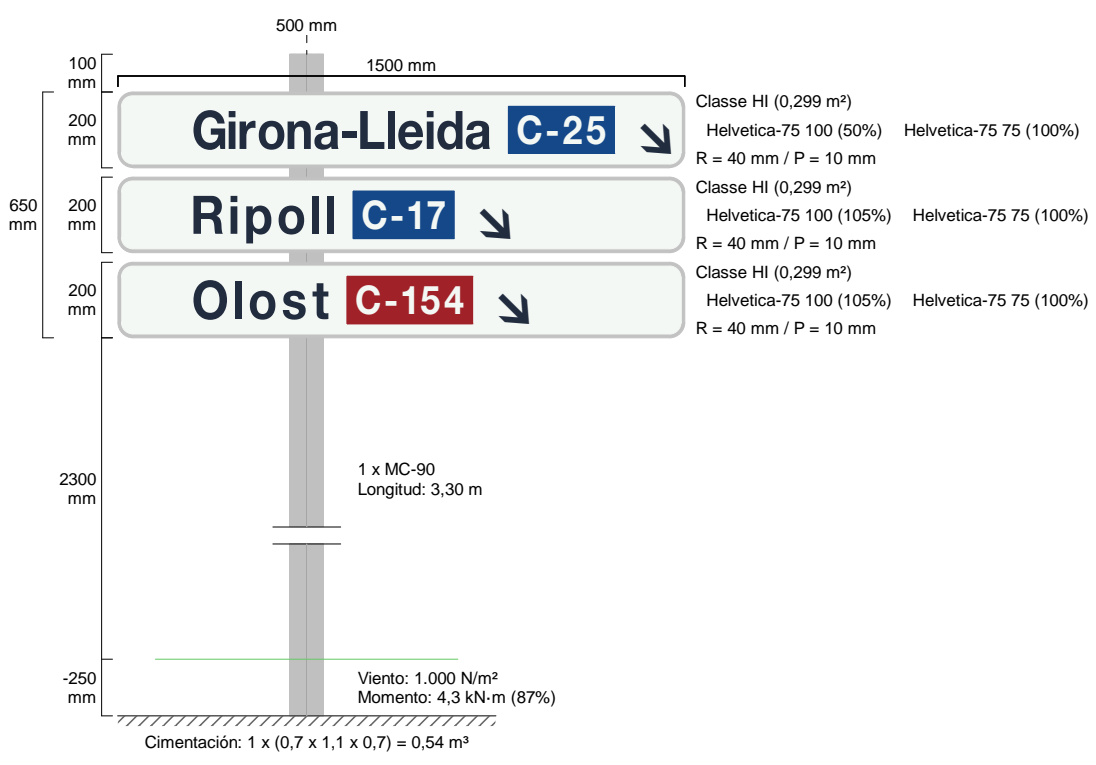 500 mm
100
mm
1500 mm
Girona-Lleida C-25
200
mm
Classe HI (0,299 m²)
Helvetica-75 100 (50%) Helvetica-75 75 (100%)
R = 40 mm / P = 10 mm
650
mm
Ripoll C-17
200
mm
Classe HI (0,299 m²)
Helvetica-75 100 (105%) Helvetica-75 75 (100%)
R = 40 mm / P = 10 mm
Olost C-154
200
mm
Classe HI (0,299 m²)
Helvetica-75 100 (105%) Helvetica-75 75 (100%)
R = 40 mm / P = 10 mm
2300
mm
1 x MC-90
Longitud: 3,30 m
-250
mm
Viento: 1.000 N/m²
Momento: 4,3 kN·m (87%)
Cimentación: 1 x (0,7 x 1,1 x 0,7) = 0,54 m³